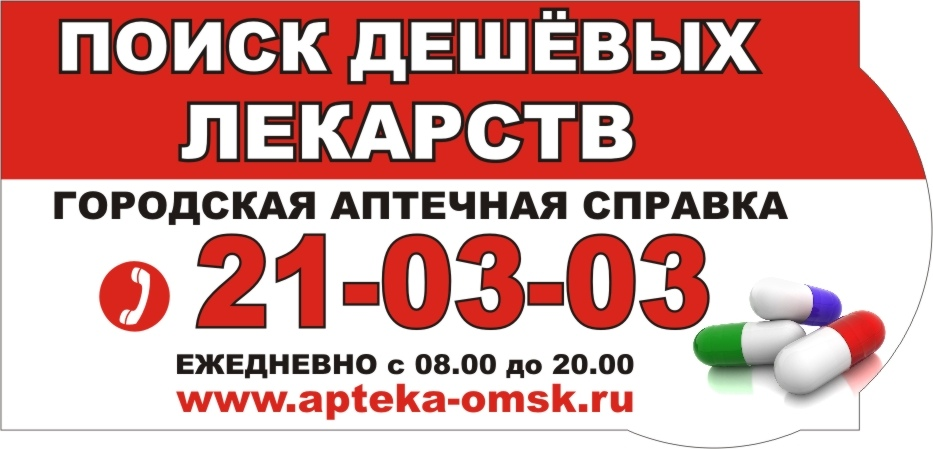 ПОИСК ДЕШЁВЫХ
ЛЕКАРСТВ
ГОРОДСКАЯ АПТЕЧНАЯ СПРАВКА
21-03-03
ЕЖЕДНЕВНО с 08.00 до 20.00
www.apteka-omsk.ru